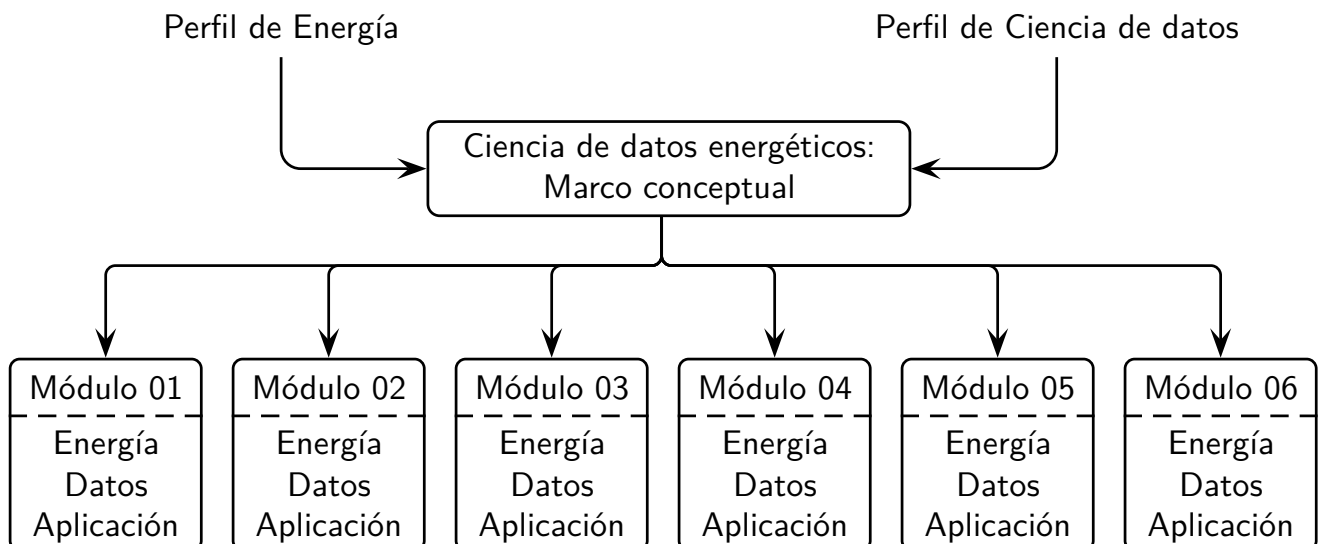 Perfil de Energía
Perfil de Ciencia de datos
Ciencia de datos energéticos:
Marco conceptual
Módulo 01
Energía
Datos
Aplicación
Módulo 02
Energía
Datos
Aplicación
Módulo 03
Energía
Datos
Aplicación
Módulo 04
Energía
Datos
Aplicación
Módulo 05
Energía
Datos
Aplicación
Módulo 06
Energía
Datos
Aplicación